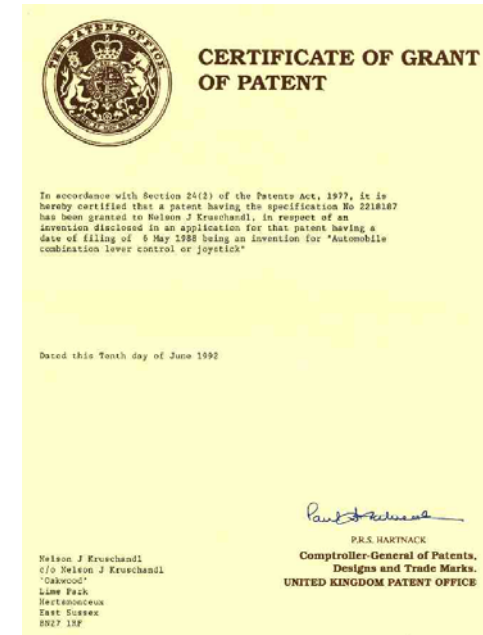 THE PATENT OFFICE
CERTIFICATE OF GRANT
OF PATENT
In accordance with Section 24(2) of the Patents Act, 1977, it is
hereby certified that a patent having the specification No 2218187
has been granted to Nelson J Kruschandl, in respect of an
invention disclosed in an application for that patent having a
date of filing of 6 May 1988 being an invention for "Automobile
combination lever control or joystick"
Dated this Tenth day of June 1992
P.R.S. HARTNACK
Comptroller-General of Patents,
Designs and Trade Marks.
UNITED KINGDOM PATENT OFFICE
Nelson J Kruschandl
c/o Nelson J Kruschandl
"Oakwood"
Lime Park
Herstmonceux
East Sussex
BN27 1RF